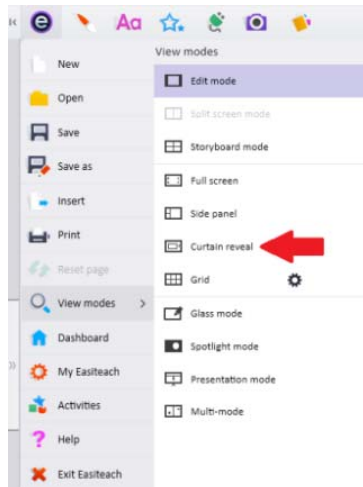 e
Aa
New
Open
Save
Save as
Insert
Print
Reset page
View modes
Dashboard
My Easiteach
Activities
? Help
Exit Easiteach
View modes
Edit mode
Split screen mode
Storyboard mode
Full screen
Side panel
Curtain reveal
Grid
Glass mode
Spotlight mode
Presentation mode
Multi-mode